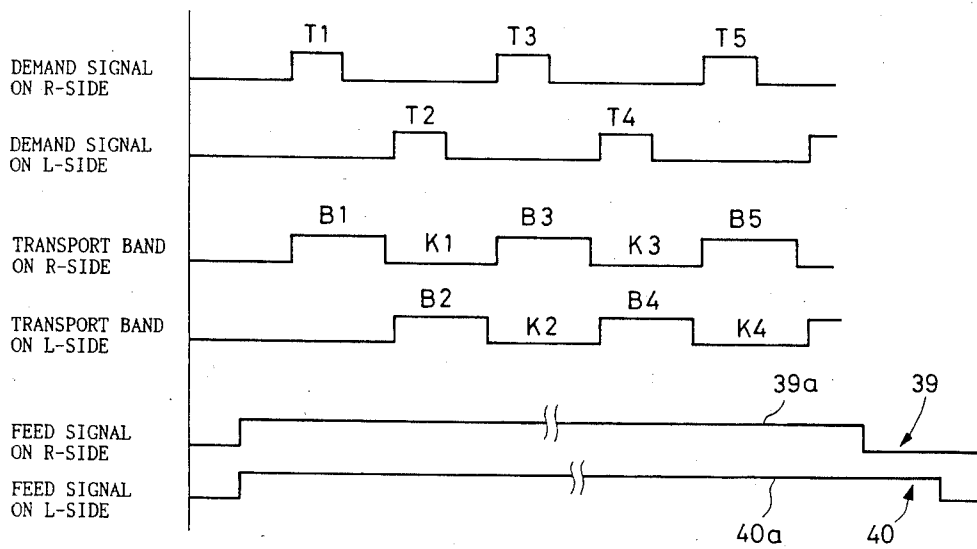 T1 T3 T5
DEMAND SIGNAL
ON R-SIDE
T2 T4
DEMAND SIGNAL
ON L-SIDE
B1 B3 B5
TRANSPORT BAND
ON R-SIDE
K1 K3
B2 B4
TRANSPORT BAND
ON L-SIDE
K2 K4
39a 39
FEED SIGNAL
ON R-SIDE
FEED SIGNAL
ON L-SIDE
40a 40